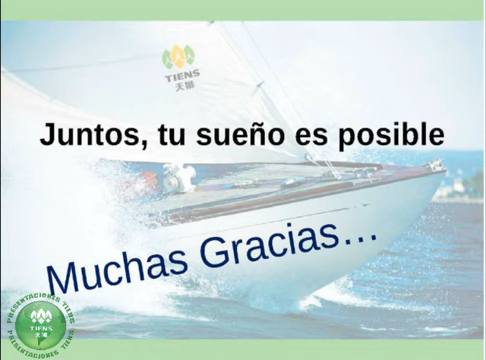 TIENS
天狮
Juntos, tu sueño es posible
Muchas Gracias...
PRESENTACIONES TIENS
TIENS
天狮
PRESENTACIONES TIENS